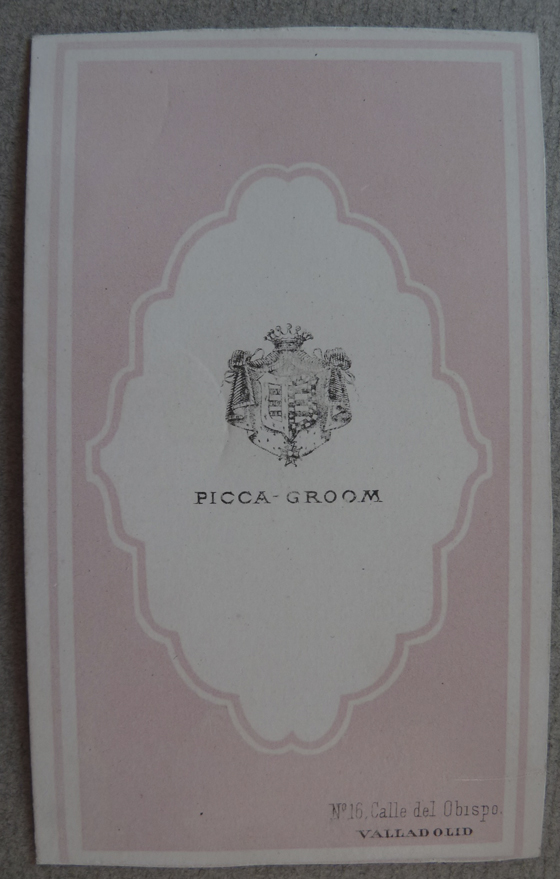 PICCA-GROOM
Nº16, Calle del Obispo.
VALLADOLID